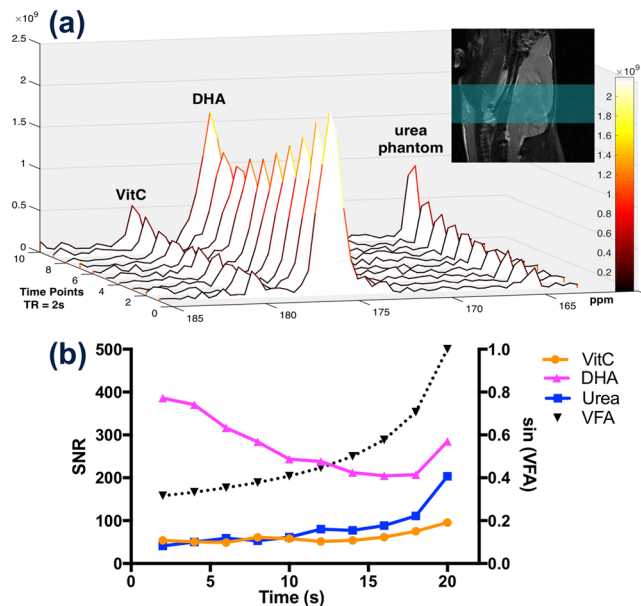 (a)
×10⁹
2.5
2
1.5
1
0.5
0
DHA
VitC
urea
phantom
10
8
6
4
2
0
Time Points
TR = 2s
185
180
175
170
165
ppm
×10⁹
2
1.8
1.6
1.4
1.2
1
0.8
0.6
0.4
0.2
(b)
500
400
300
200
100
0
SNR
1.0
0.8
0.6
0.4
0.2
0.0
sin (VFA)
0
5
10
15
20
Time (s)
VitC
DHA
Urea
VFA